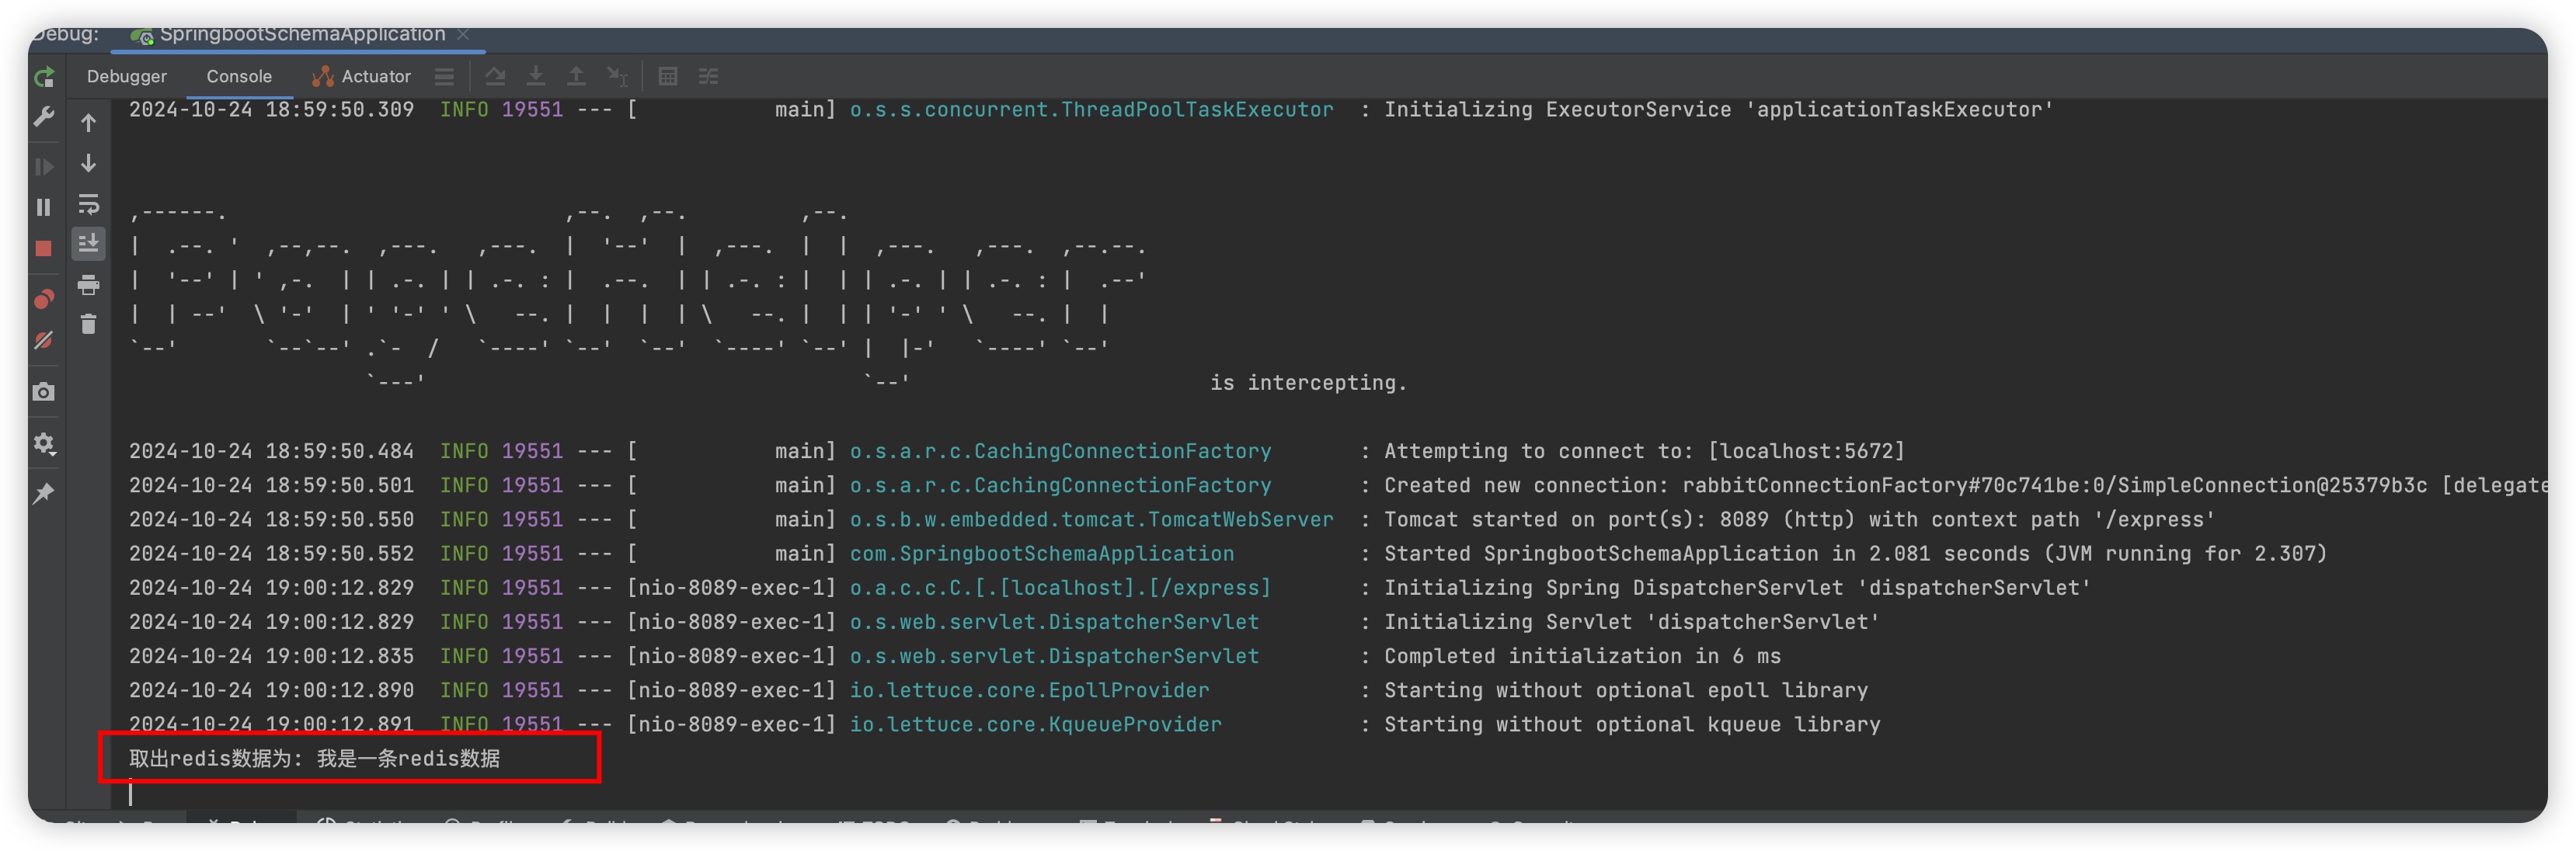 Debug: SpringbootSchemaApplication
Debugger Console Actuator
2024-10-24 18:59:50.309  INFO 19551 --- [           main] o.s.s.concurrent.ThreadPoolTaskExecutor  : Initializing ExecutorService 'applicationTaskExecutor'
,------.                           ,--.  ,--.         ,--.
|  .--. '  ,--,--.  ,---.   ,---.  |  '--'  |  ,---.  |  |  ,---.   ,---.  ,--.--.
|  '--' | ' ,-.  | | .-. | | .-. : |  .--.  | | .-. : |  | | .-. | | .-. : |  .--'
|  | --'  \ '-'  | ' '-' ' \   --. |  |  |  | \   --. |  | | '-' ' \   --. |  |
`--'       `--`--' .`-  /   `----' `--'  `--'  `----' `--' |  |-'   `----' `--'
                   `---'                                   `--'                        is intercepting.
2024-10-24 18:59:50.484  INFO 19551 --- [           main] o.s.a.r.c.CachingConnectionFactory       : Attempting to connect to: [localhost:5672]
2024-10-24 18:59:50.501  INFO 19551 --- [           main] o.s.a.r.c.CachingConnectionFactory       : Created new connection: rabbitConnectionFactory#70c741be:0/SimpleConnection@25379b3c [delegate
2024-10-24 18:59:50.550  INFO 19551 --- [           main] o.s.b.w.embedded.tomcat.TomcatWebServer  : Tomcat started on port(s): 8089 (http) with context path '/express'
2024-10-24 18:59:50.552  INFO 19551 --- [           main] com.SpringbootSchemaApplication          : Started SpringbootSchemaApplication in 2.081 seconds (JVM running for 2.307)
2024-10-24 19:00:12.829  INFO 19551 --- [nio-8089-exec-1] o.a.c.c.C.[.[localhost].[/express]       : Initializing Spring DispatcherServlet 'dispatcherServlet'
2024-10-24 19:00:12.829  INFO 19551 --- [nio-8089-exec-1] o.s.web.servlet.DispatcherServlet        : Initializing Servlet 'dispatcherServlet'
2024-10-24 19:00:12.835  INFO 19551 --- [nio-8089-exec-1] o.s.web.servlet.DispatcherServlet        : Completed initialization in 6 ms
2024-10-24 19:00:12.890  INFO 19551 --- [nio-8089-exec-1] io.lettuce.core.EpollProvider            : Starting without optional epoll library
2024-10-24 19:00:12.891  INFO 19551 --- [nio-8089-exec-1] io.lettuce.core.KqueueProvider           : Starting without optional kqueue library
取出redis数据为: 我是一条redis数据